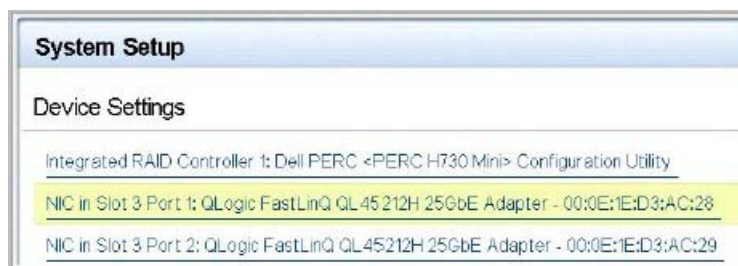 System Setup
Device Settings
Integrated RAID Controller 1: Dell PERC <PERC H730 Mini> Configuration Utility
NIC in Slot 3 Port 1: QLogic FastLinQ QL45212H 25GbE Adapter - 00:0E:1E:D3:AC:28
NIC in Slot 3 Port 2: QLogic FastLinQ QL45212H 25GbE Adapter - 00:0E:1E:D3:AC:29